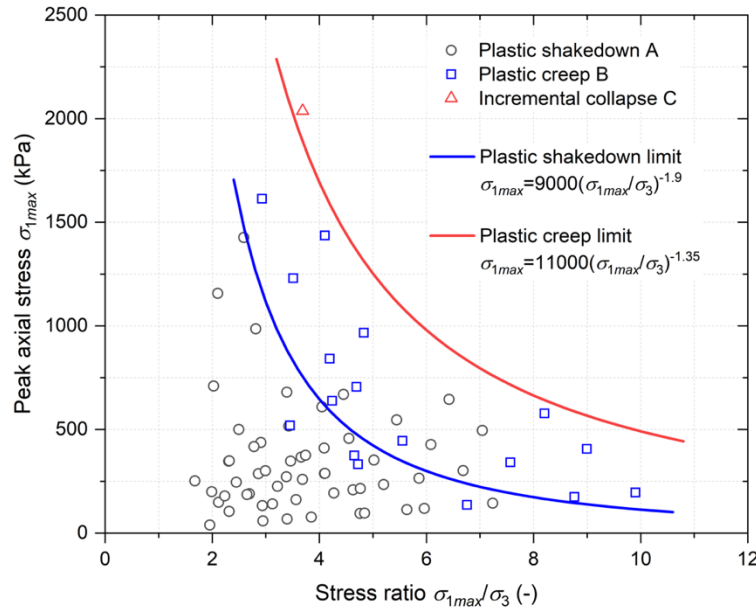 2500
2000
1500
1000
500
0
0
2
4
6
8
10
12
Peak axial stress σ1max (kPa)
Stress ratio σ1max/σ3 (-)
Plastic shakedown A
Plastic creep B
Incremental collapse C
Plastic shakedown limit
σ1max=9000(σ1max/σ3)-1.9
Plastic creep limit
σ1max=11000(σ1max/σ3)-1.35